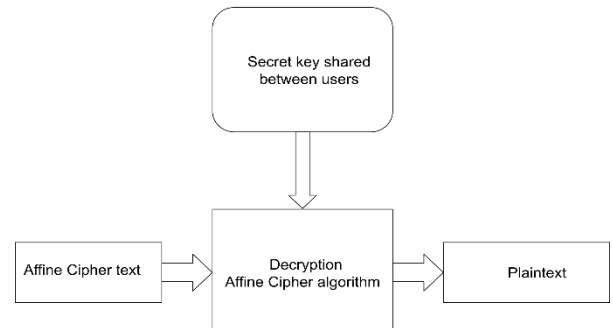 Secret key shared
between users
Affine Cipher text
Decryption
Affine Cipher algorithm
Plaintext